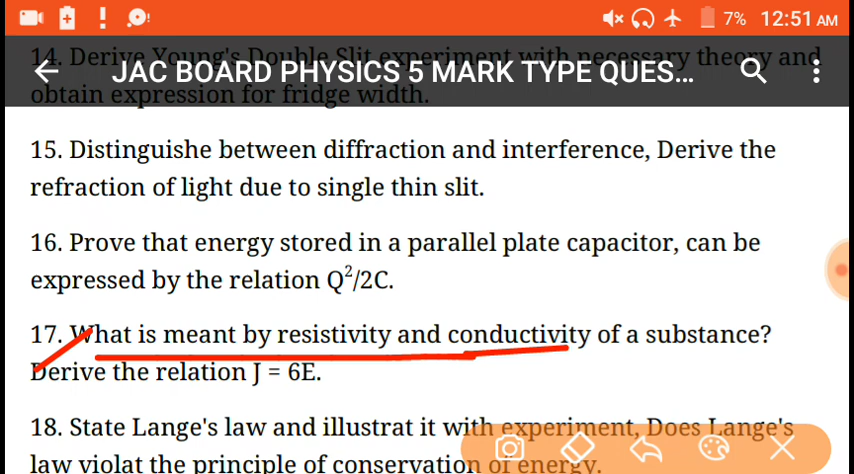 7% 12:51 AM
14. Derive Young's Double Slit experiment with necessary theory and
JAC BOARD PHYSICS 5 MARK TYPE QUES...
obtain expression for fridge width.
15. Distinguishe between diffraction and interference, Derive the
refraction of light due to single thin slit.
16. Prove that energy stored in a parallel plate capacitor, can be
expressed by the relation Q²/2C.
17. What is meant by resistivity and conductivity of a substance?
Derive the relation J = 6E.
18. State Lange's law and illustrat it with experiment, Does Lange's
law violat the principle of conservation of energy.